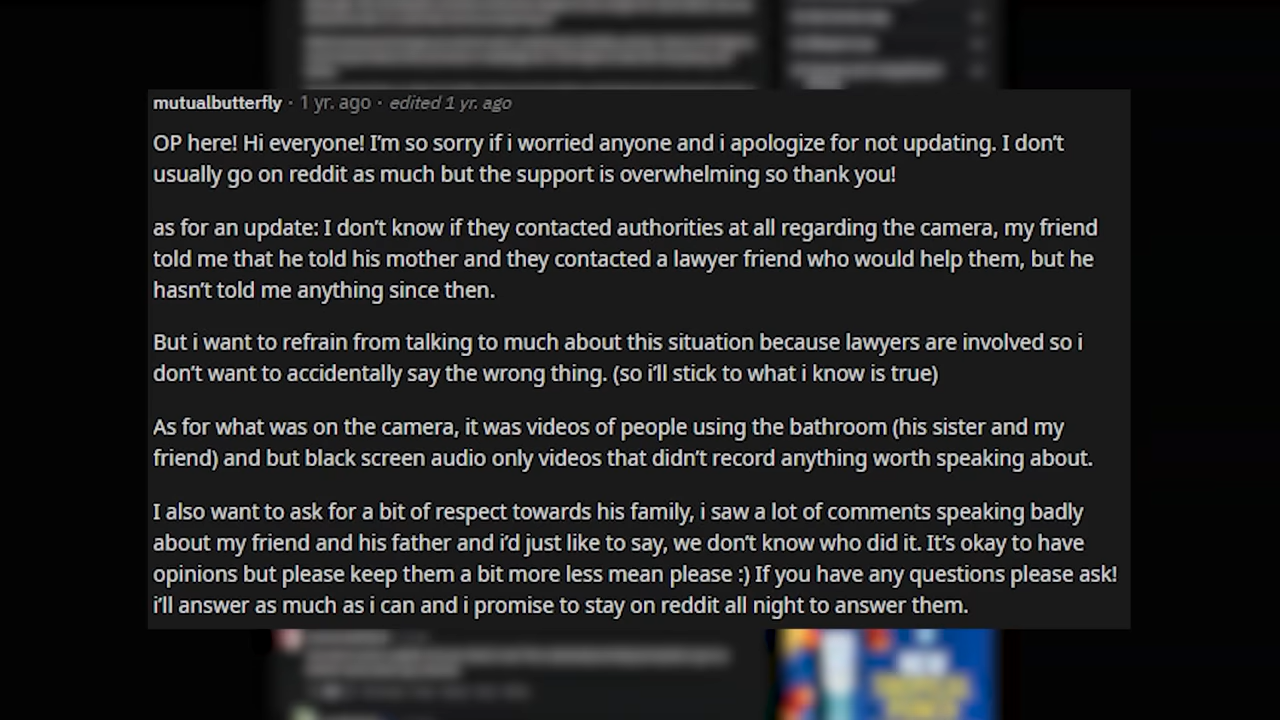 mutualbutterfly · 1 yr. ago · edited 1 yr. ago
OP here! Hi everyone! I'm so sorry if i worried anyone and i apologize for not updating. I don't
usually go on reddit as much but the support is overwhelming so thank you!
as for an update: I don't know if they contacted authorities at all regarding the camera, my friend
told me that he told his mother and they contacted a lawyer friend who would help them, but he
hasn't told me anything since then.
But i want to refrain from talking to much about this situation because lawyers are involved so i
don't want to accidentally say the wrong thing. (so i'll stick to what i know is true)
As for what was on the camera, it was videos of people using the bathroom (his sister and my
friend) and but black screen audio only videos that didn't record anything worth speaking about.
I also want to ask for a bit of respect towards his family, i saw a lot of comments speaking badly
about my friend and his father and i'd just like to say, we don't know who did it. It's okay to have
opinions but please keep them a bit more less mean please :) If you have any questions please ask!
i'll answer as much as i can and i promise to stay on reddit all night to answer them.